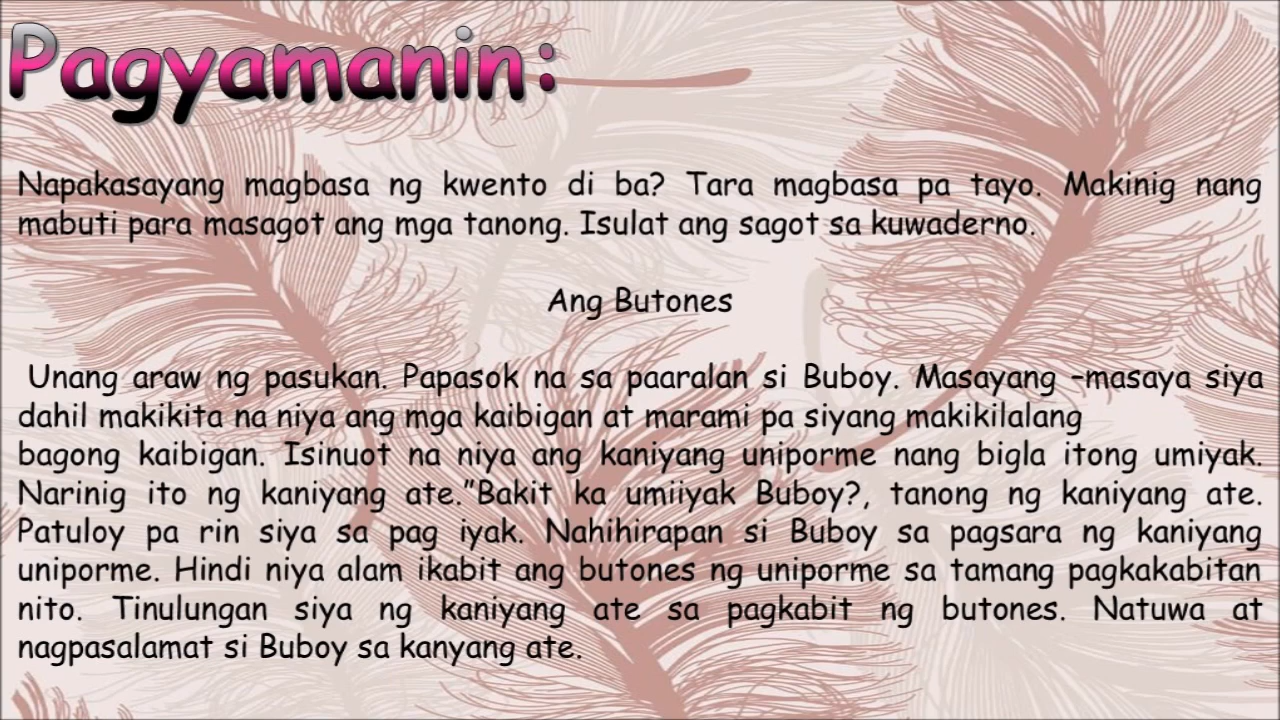 Pagyamanin:
Napakasayang magbasa ng kwento di ba? Tara magbasa pa tayo. Makinig nang
mabuti para masagot ang mga tanong. Isulat ang sagot sa kuwaderno.
Ang Butones
Unang araw ng pasukan. Papasok na sa paaralan si Buboy. Masayang –masaya siya
dahil makikita na niya ang mga kaibigan at marami pa siyang makikilalang
bagong kaibigan. Isinuot na niya ang kaniyang uniporme nang bigla itong umiyak.
Narinig ito ng kaniyang ate.”Bakit ka umiiyak Buboy?, tanong ng kaniyang ate.
Patuloy pa rin siya sa pag iyak. Nahihirapan si Buboy sa pagsara ng kaniyang
uniporme. Hindi niya alam ikabit ang butones ng uniporme sa tamang pagkakabitan
nito. Tinulungan siya ng kaniyang ate sa pagkabit ng butones. Natuwa at
nagpasalamat si Buboy sa kanyang ate.